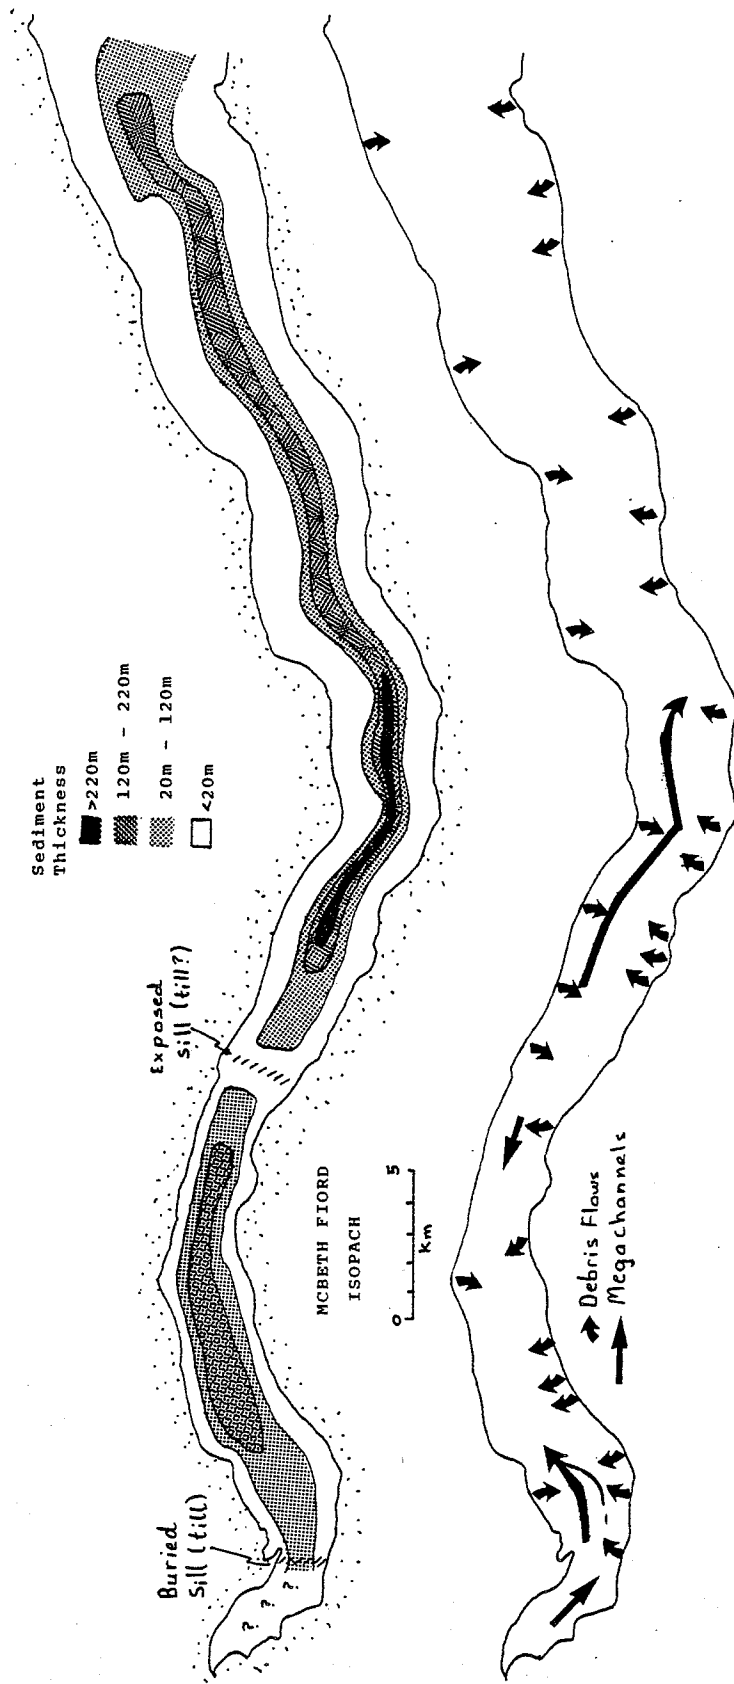 Sediment
Thickness
>220m
120m - 220m
20m - 120m
<20m
Exposed
Sill (till?)
Buried
Sill (till)
? ? ?
MCBETH FIORD
ISOPACH
0 5
km
Debris Flows
Megachannels